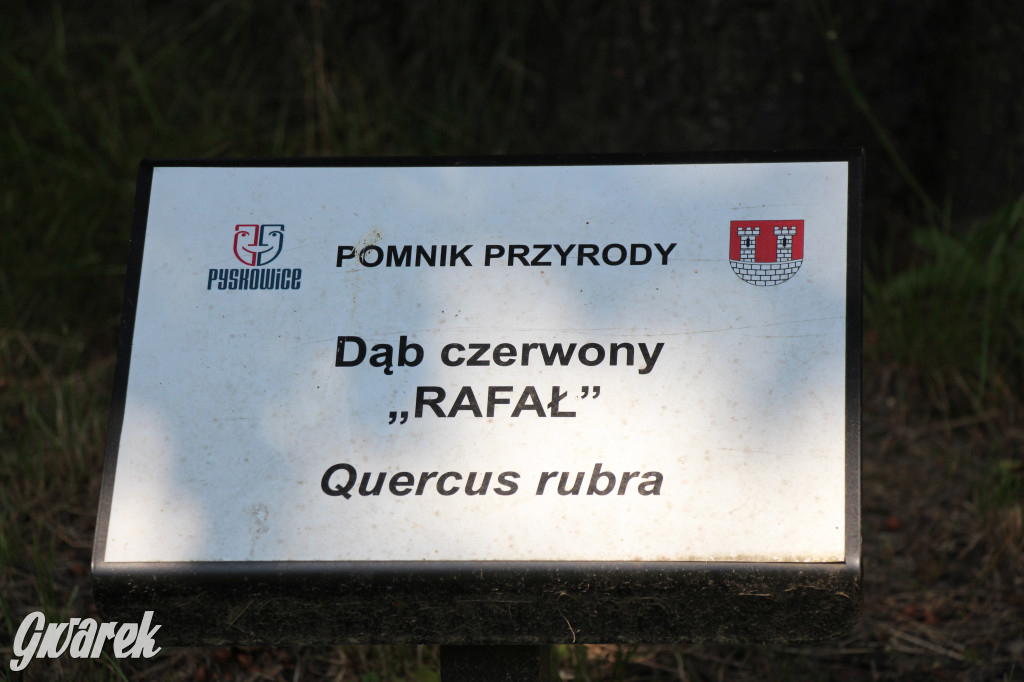 PYSKOWICE
POMNIK PRZYRODY
Dąb czerwony
„RAFAŁ”
Quercus rubra
Gwarek